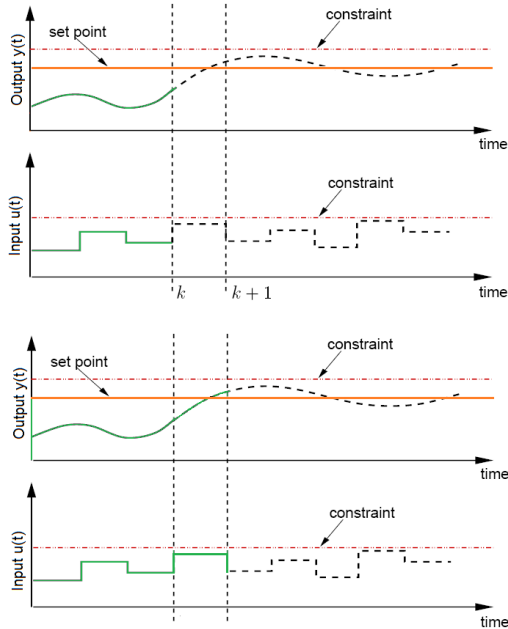 constraint
set point
Output y(t)
time
constraint
Input u(t)
k
k + 1
time
constraint
set point
Output y(t)
time
constraint
Input u(t)
time